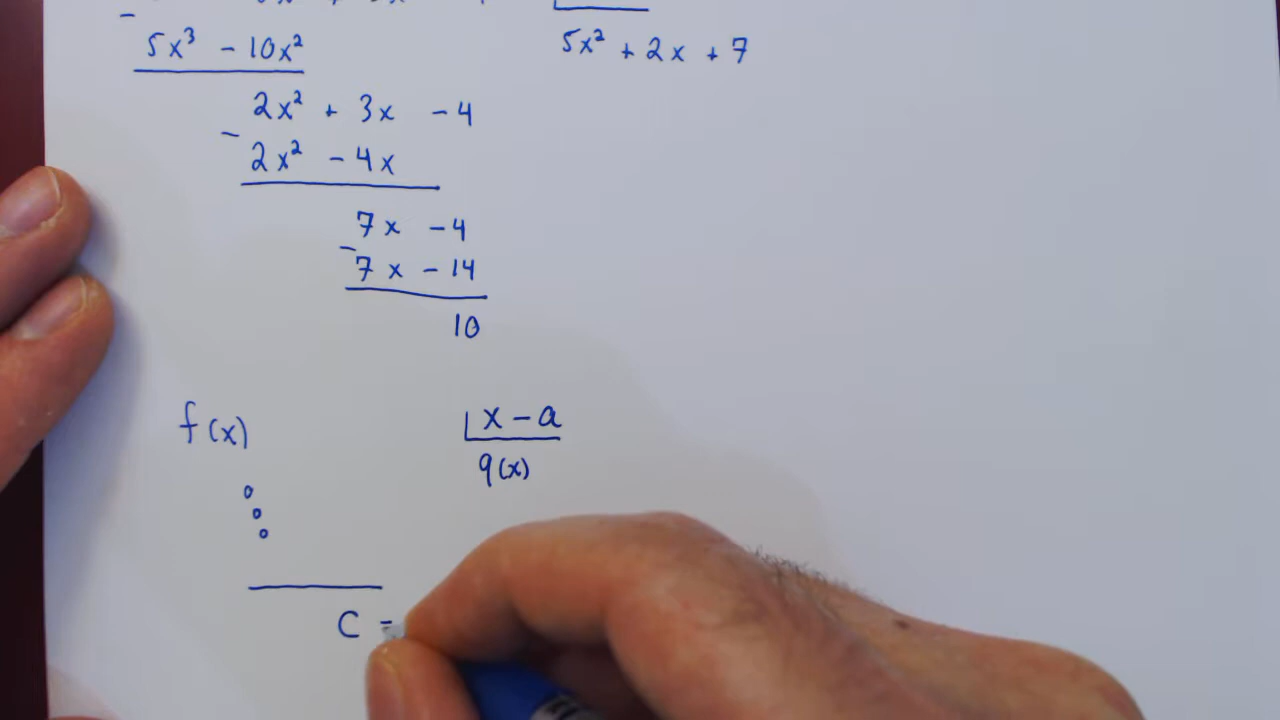 5x³ - 10x²
5x² + 2x + 7
2x² + 3x - 4
- 2x² - 4x
7x - 4
- 7x - 14
10
f(x)
x - a
q(x)
C =